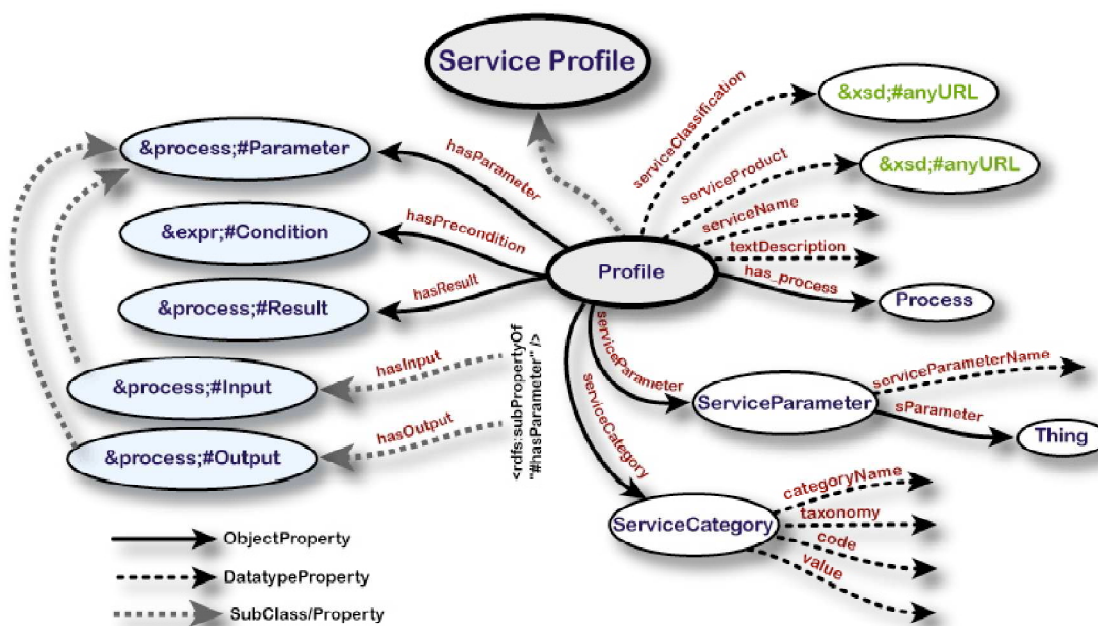 Service Profile
&xsd;#anyURL
serviceClassification
&process;#Parameter
hasParameter
serviceProduct
&xsd;#anyURL
serviceName
&expr;#Condition
hasPrecondition
textDescription
Profile
has_process
&process;#Result
hasResult
Process
<rdfs:subPropertyOf
"#hasParameter" />
serviceParameter
serviceParameterName
&process;#Input
hasInput
ServiceParameter
sParameter
serviceCategory
Thing
&process;#Output
hasOutput
categoryName
ServiceCategory
taxonomy
code
value
ObjectProperty
DatatypeProperty
SubClass/Property